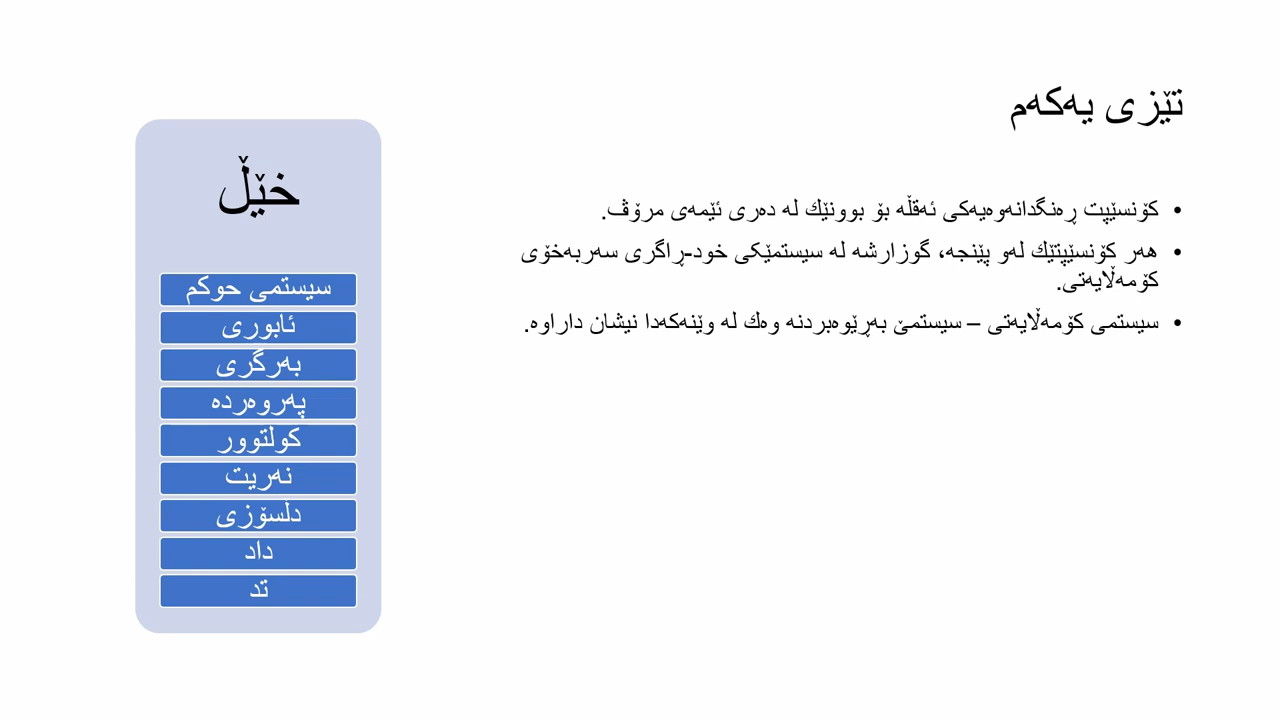 تێزی یەکەم
• کۆنسێپت ڕەنگدانەوەیەکی ئەقڵە بۆ بوونێك لە دەری ئێمەی مرۆڤ.
• هەر کۆنسێپتێك لەو پێنجە، گوزارشە لە سیستمێکی خود-ڕاگری سەربەخۆی
کۆمەڵایەتی.
• سیستمی کۆمەڵایەتی – سیستمێ بەڕێوەبردنە وەك لە وێنەکەدا نیشان داراوە.
خێڵ
سیستمی حوکم
ئابوری
بەرگری
پەروەردە
کولتوور
نەریت
دڵسۆزی
داد
تد